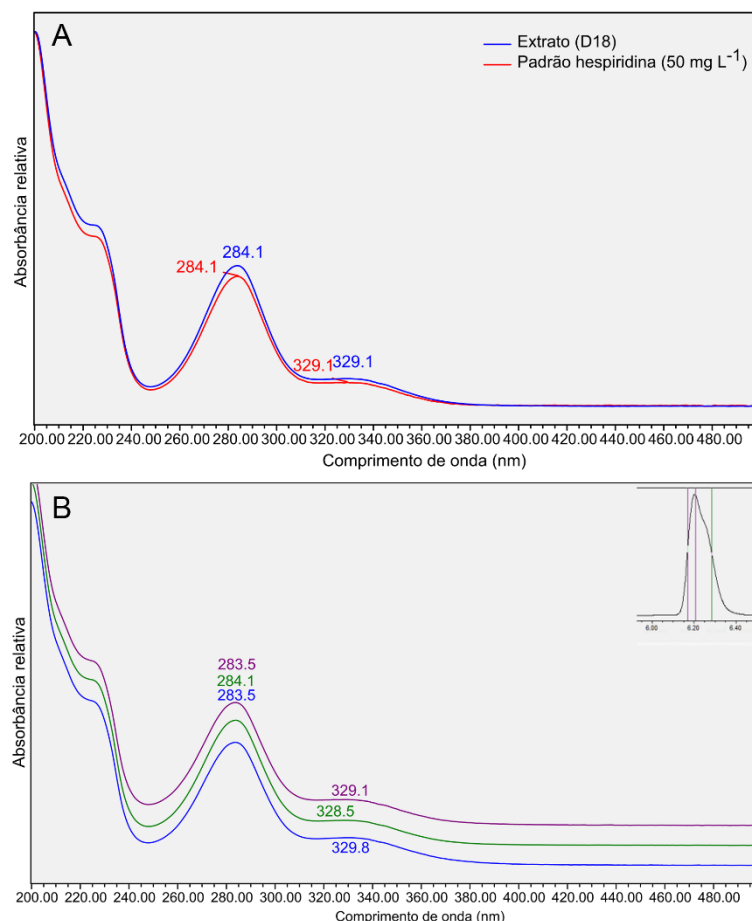 A
Extrato (D18)
Padrão hespiridina (50 mg L-1)
Absorbância relativa
284.1
284.1
329.1 329.1
200.00 220.00 240.00 260.00 280.00 300.00 320.00 340.00 360.00 380.00 400.00 420.00 440.00 460.00 480.00
Comprimento de onda (nm)
B
6.00 6.20 6.40
Absorbância relativa
283.5
284.1
283.5
329.1
328.5
329.8
200.00 220.00 240.00 260.00 280.00 300.00 320.00 340.00 360.00 380.00 400.00 420.00 440.00 460.00 480.00
Comprimento de onda (nm)